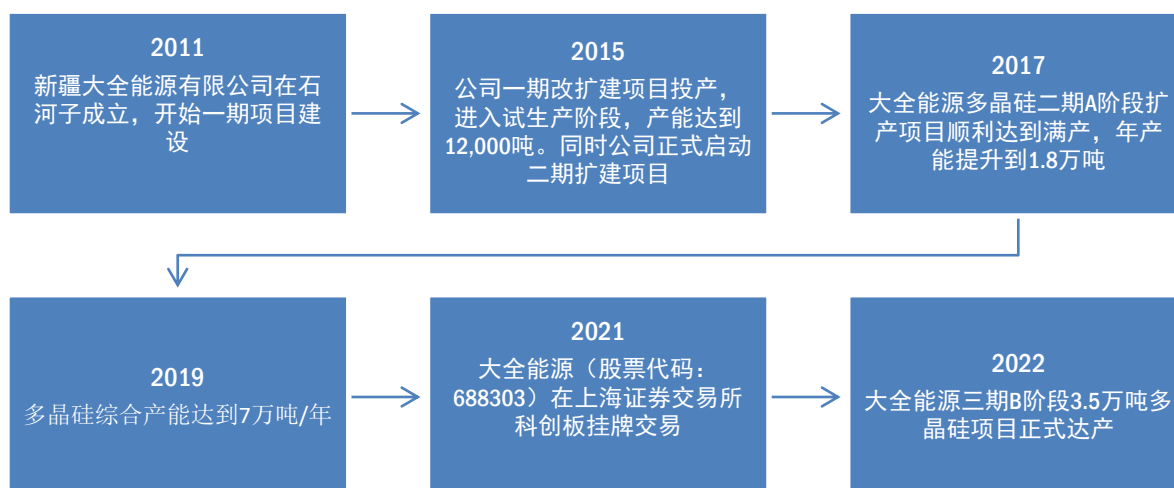 2011
新疆大全能源有限公司在石
河子成立，开始一期项目建
设
2015
公司一期改扩建项目投产，
进入试生产阶段，产能达到
12,000吨。同时公司正式启动
二期扩建项目
2017
大全能源多晶硅二期A阶段扩
产项目顺利达到满产，年产
能提升到1.8万吨
2019
多晶硅综合产能达到7万吨/年
2021
大全能源（股票代码：
688303）在上海证券交易所
科创板挂牌交易
2022
大全能源三期B阶段3.5万吨多
晶硅项目正式达产